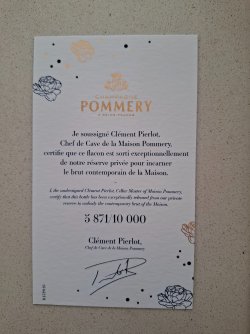 CHAMPAGNE
POMMERY
Je soussigné Clément Pierlot,
Chef de Cave de la Maison Pommery,
certifie que ce flacon est sorti exceptionnellement
de notre réserve privée pour incarner
le brut contemporain de la Maison.
I, the undersigned Clément Pierlot, Cellar Master of Maison Pommery,
certify that this bottle has been exceptionally released from our private
reserve to embody the contemporary brut of the Maison.
5 871/10 000
Clément Pierlot,
Chef de Cave de la Maison Pommery